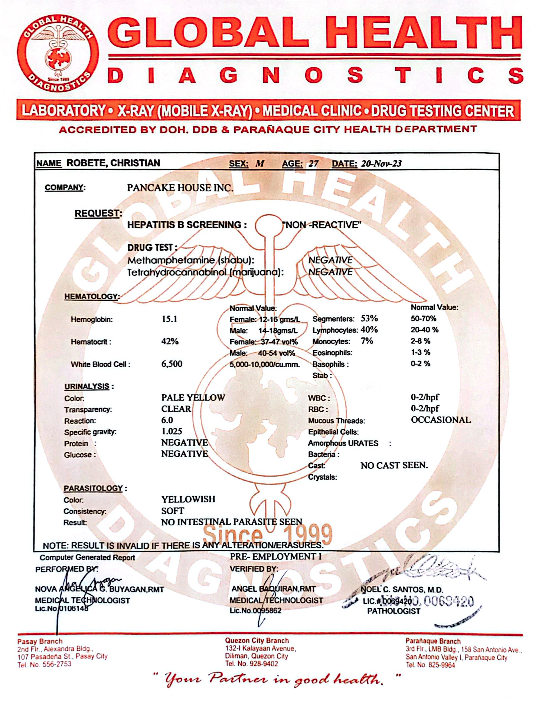 GLOBAL HEALTH
DIAGNOSTICS
GLOBAL HEALTH
Since 1999
DIAGNOSTICS
LABORATORY • X-RAY (MOBILE X-RAY) • MEDICAL CLINIC • DRUG TESTING CENTER
ACCREDITED BY DOH, DDB & PARAÑAQUE CITY HEALTH DEPARTMENT
NAME ROBETE, CHRISTIAN SEX: M AGE: 27 DATE: 20-Nov-23
COMPANY: PANCAKE HOUSE INC.
REQUEST:
HEPATITIS B SCREENING : "NON -REACTIVE"
DRUG TEST :
Methamphetamine (shabu): NEGATIVE
Tetrahydrocannabinol (marijuana): NEGATIVE
HEMATOLOGY:
Normal Value: Normal Value:
Hemoglobin: 15.1 Female: 12-16 gms/L Segmenters: 53% 50-70%
Male: 14-18gms/L Lymphocytes: 40% 20-40 %
Hematocrit : 42% Female: 37-47 vol% Monocytes: 7% 2-8 %
Male: 40-54 vol% Eosinophils: 1-3 %
White Blood Cell : 6,500 5,000-10,000/cu.mm. Basophils : 0-2 %
Stab :
URINALYSIS :
Color: PALE YELLOW WBC : 0-2/hpf
Transparency: CLEAR RBC : 0-2/hpf
Reaction: 6.0 Mucous Threads: OCCASIONAL
Specific gravity: 1.025 Epithelial Cells:
Protein : NEGATIVE Amorphous URATES :
Glucose : NEGATIVE Bacteria :
Cast: NO CAST SEEN.
Crystals:
PARASITOLOGY :
Color: YELLOWISH
Consistency: SOFT
Result: NO INTESTINAL PARASITE SEEN
GLOBAL HEALTH
Since 1999
DIAGNOSTICS
NOTE: RESULT IS INVALID IF THERE IS ANY ALTERATION/ERASURES.
Computer Generated Report PRE-EMPLOYMENT I
PERFORMED BY: VERIFIED BY:
NOVA ANGELICA G. BUYAGAN,RMT ANGEL BAQUIRAN,RMT NOEL C. SANTOS, M.D.
MEDICAL TECHNOLOGIST MEDICAL TECHNOLOGIST LIC.# 0069420
Lic.No.0106148 Lic.No.0095862 PATHOLOGIST
Pasay Branch
2nd Flr., Alexandra Bldg.,
107 Pasadeña St., Pasay City
Tel. No. 556-2753
Quezon City Branch
132-I Kalayaan Avenue,
Diliman, Quezon City
Tel. No. 928-9402
Parañaque Branch
3rd Flr., LMB Bldg., 158 San Antonio Ave.,
San Antonio Valley I, Parañaque City
Tel. No. 825-9964
" Your Partner in good health. "